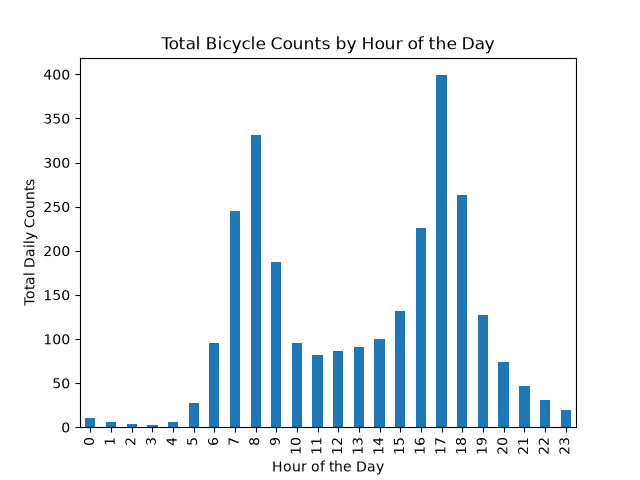 Total Bicycle Counts by Hour of the Day
400
350
300
250
200
150
100
50
0
Total Daily Counts
0 1 2 3 4 5 6 7 8 9 10 11 12 13 14 15 16 17 18 19 20 21 22 23
Hour of the Day